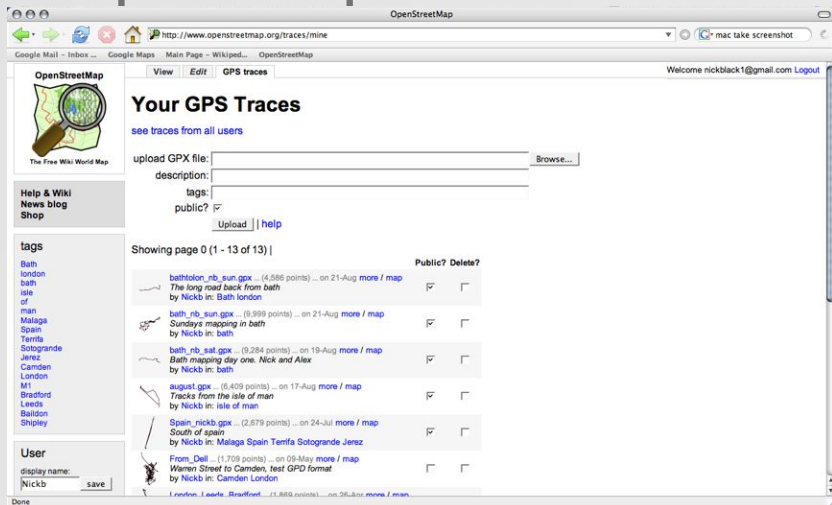 OpenStreetMap
http://www.openstreetmap.org/traces/mine
mac take screenshot
Google Mail - Inbox ... Google Maps Main Page - Wikiped... OpenStreetMap
OpenStreetMap
The Free Wiki World Map
View Edit GPS traces
Welcome nickblack1@gmail.com Logout
Your GPS Traces
see traces from all users
upload GPX file: Browse...
description:
tags:
public?
Upload | help
Help & Wiki
News blog
Shop
tags
Bath
london
bath
isle
of
man
Malaga
Spain
Terrifa
Sotogrande
Jerez
Camden
London
M1
Bradford
Leeds
Baildon
Shipley
User
display name:
Nickb save
Showing page 0 (1 - 13 of 13) |
Public? Delete?
bathtolon_nb_sun.gpx ... (4,586 points) ... on 21-Aug more / map
The long road back from bath
by Nickb in: Bath london
bath_nb_sun.gpx ... (9,999 points) ... on 21-Aug more / map
Sundays mapping in bath
by Nickb in: bath
bath_nb_sat.gpx ... (9,284 points) ... on 19-Aug more / map
Bath mapping day one. Nick and Alex
by Nickb in: bath
august.gpx ... (6,409 points) ... on 17-Aug more / map
Tracks from the isle of man
by Nickb in: isle of man
Spain_nickb.gpx ... (2,679 points) ... on 24-Jul more / map
South of spain
by Nickb in: Malaga Spain Terrifa Sotogrande Jerez
From_Dell ... (1,709 points) ... on 09-May more / map
Warren Street to Camden, test GPD format
by Nickb in: Camden London
London_Leeds_Bradford ... (1,869 points) ... on 26-Apr more / map
Done